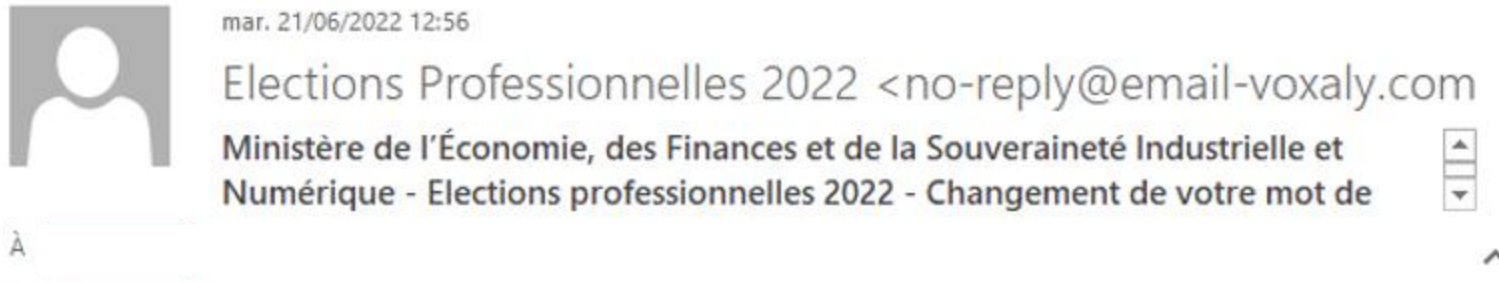 mar. 21/06/2022 12:56
Elections Professionnelles 2022 <no-reply@email-voxaly.com
Ministère de l’Économie, des Finances et de la Souveraineté Industrielle et
Numérique - Elections professionnelles 2022 - Changement de votre mot de
À